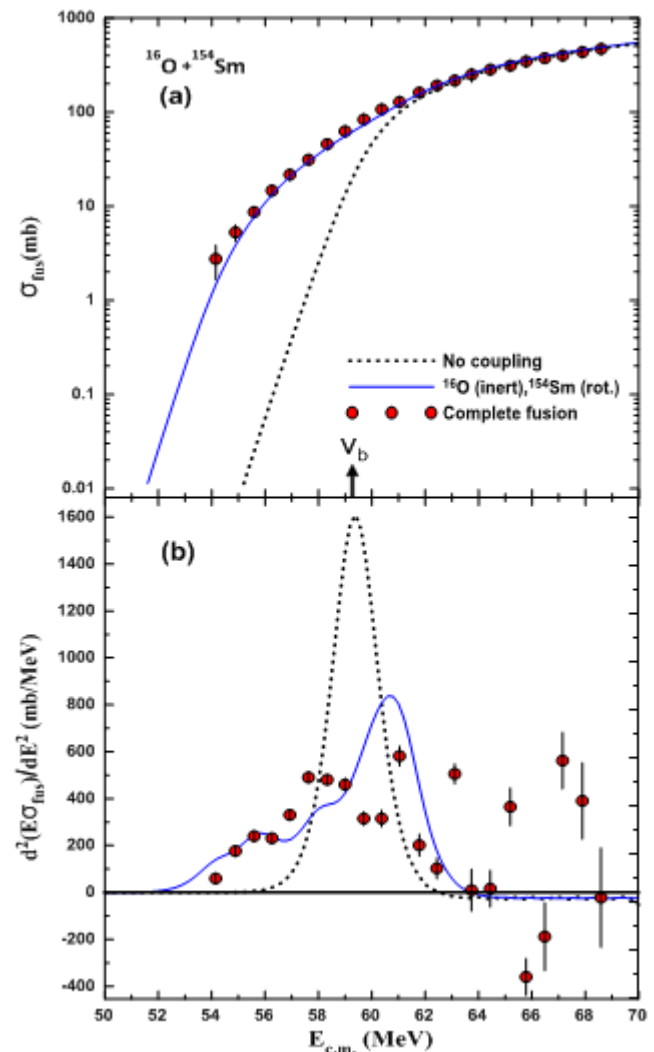 1000
¹⁶O + ¹⁵⁴Sm
(a)
100
10
σfus(mb)
1
No coupling
¹⁶O (inert),¹⁵⁴Sm (rot.)
0.1
Complete fusion
Vb
0.01
1600
(b)
1400
1200
1000
800
600
400
200
0
-200
-400
d²(Eσfus)/dE² (mb/MeV)
50 52 54 56 58 60 62 64 66 68 70
Ec.m. (MeV)